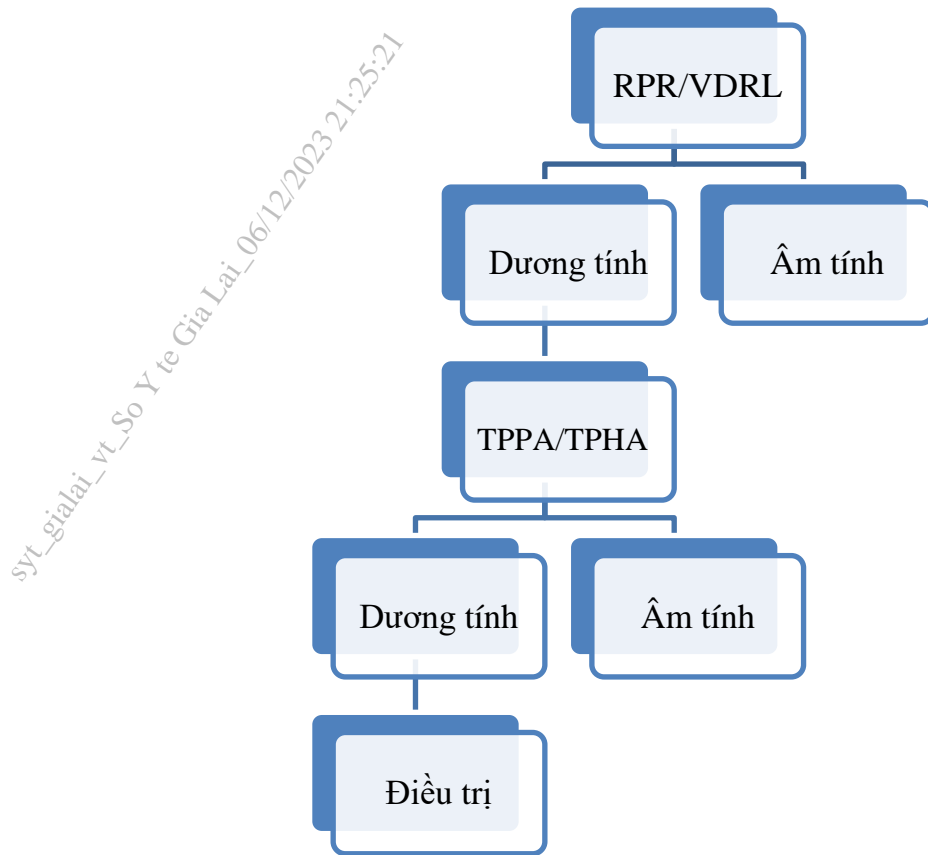 RPR/VDRL
Dương tính
Âm tính
TPPA/TPHA
Dương tính
Âm tính
Điều trị
syt_gialai_vt_So Y te Gia Lai_06/12/2023 21:25:21